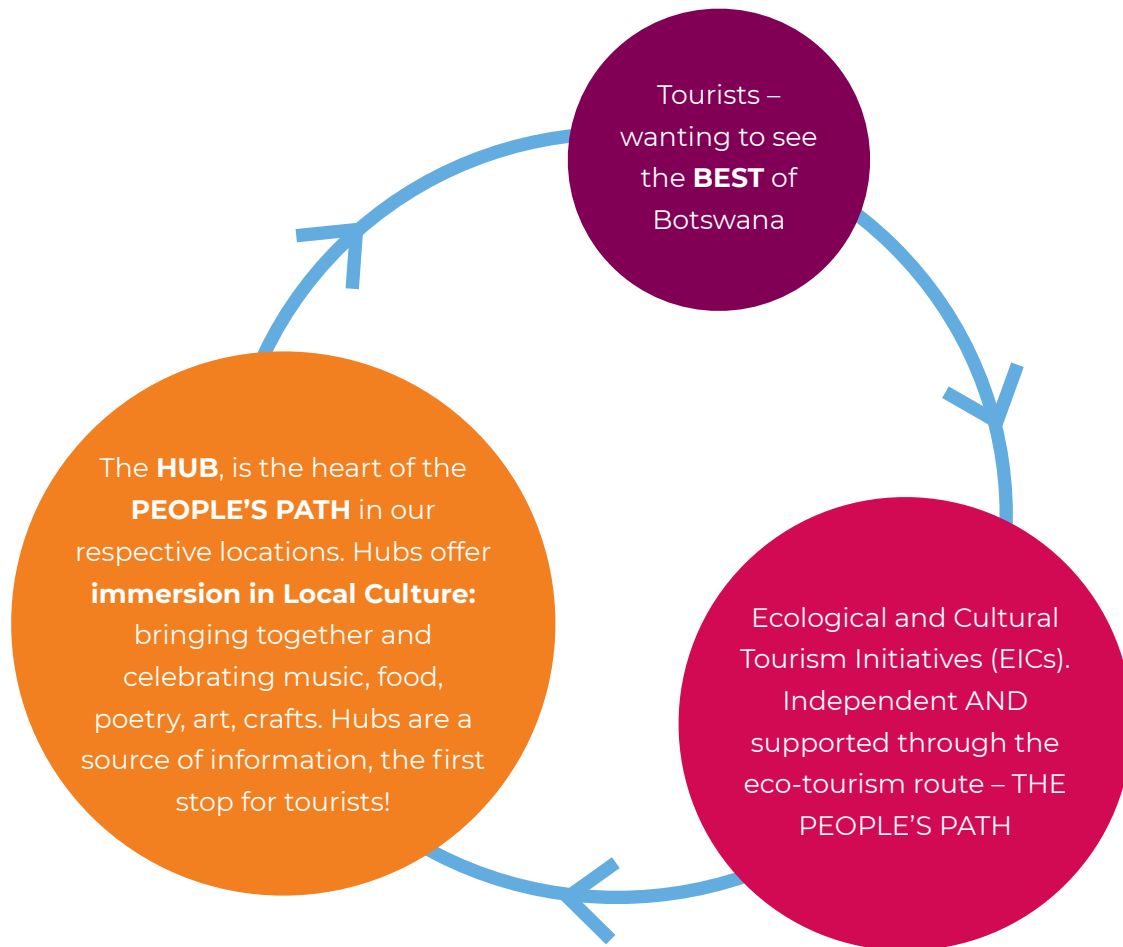 Tourists –
wanting to see
the BEST of
Botswana
The HUB, is the heart of the
PEOPLE’S PATH in our
respective locations. Hubs offer
immersion in Local Culture:
bringing together and
celebrating music, food,
poetry, art, crafts. Hubs are a
source of information, the first
stop for tourists!
Ecological and Cultural
Tourism Initiatives (EICs).
Independent AND
supported through the
eco-tourism route – THE
PEOPLE’S PATH